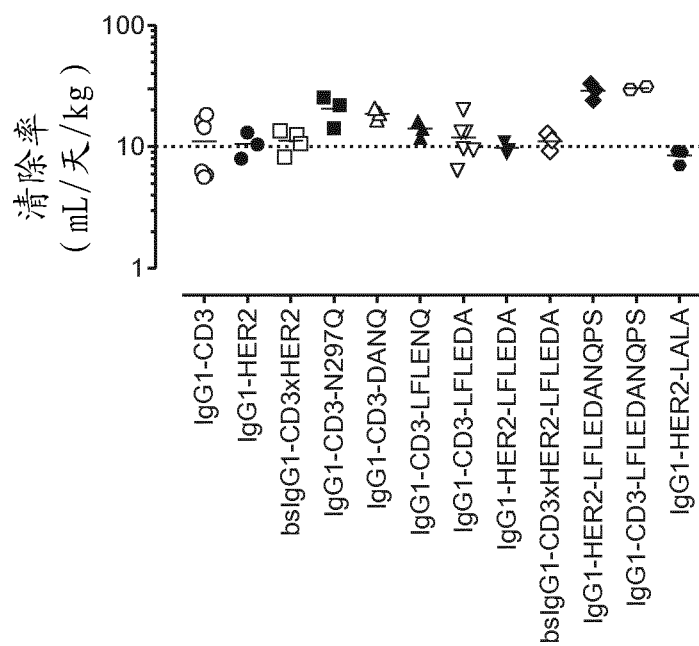 清除率
(mL/天/kg)
100
10
1
IgG1-CD3
IgG1-HER2
bsIgG1-CD3xHER2
IgG1-CD3-N297Q
IgG1-CD3-DANQ
IgG1-CD3-LFLENQ
IgG1-CD3-LFLEDA
IgG1-HER2-LFLEDA
bsIgG1-CD3xHER2-LFLEDA
IgG1-HER2-LFLEDANQPS
IgG1-CD3-LFLEDANQPS
IgG1-HER2-LALA